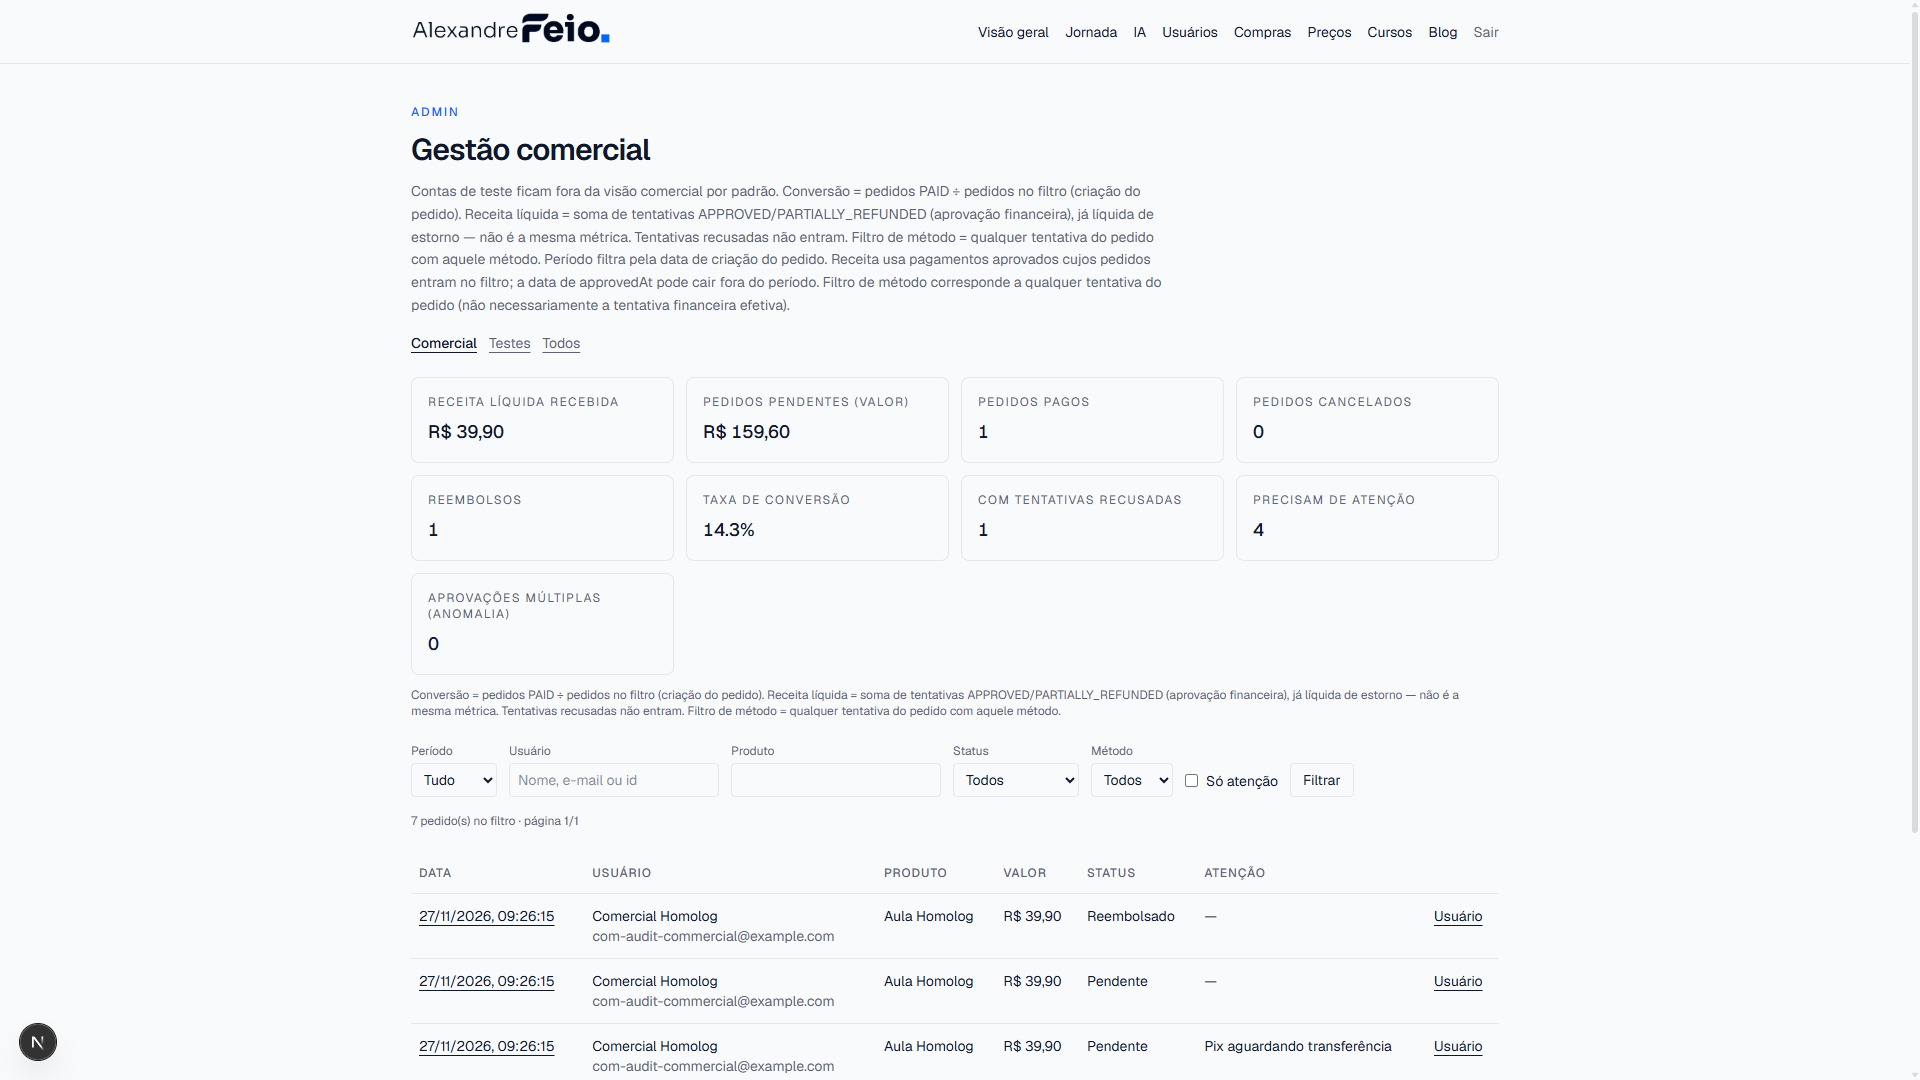 AlexandreFeio.
Visão geral Jornada IA Usuários Compras Preços Cursos Blog Sair
ADMIN
Gestão comercial
Contas de teste ficam fora da visão comercial por padrão. Conversão = pedidos PAID ÷ pedidos no filtro (criação do
pedido). Receita líquida = soma de tentativas APPROVED/PARTIALLY_REFUNDED (aprovação financeira), já líquida de
estorno — não é a mesma métrica. Tentativas recusadas não entram. Filtro de método = qualquer tentativa do pedido
com aquele método. Período filtra pela data de criação do pedido. Receita usa pagamentos aprovados cujos pedidos
entram no filtro; a data de approvedAt pode cair fora do período. Filtro de método corresponde a qualquer tentativa do
pedido (não necessariamente a tentativa financeira efetiva).
Comercial Testes Todos
RECEITA LÍQUIDA RECEBIDA
R$ 39,90
PEDIDOS PENDENTES (VALOR)
R$ 159,60
PEDIDOS PAGOS
1
PEDIDOS CANCELADOS
0
REEMBOLSOS
1
TAXA DE CONVERSÃO
14.3%
COM TENTATIVAS RECUSADAS
1
PRECISAM DE ATENÇÃO
4
APROVAÇÕES MÚLTIPLAS
(ANOMALIA)
0
Conversão = pedidos PAID ÷ pedidos no filtro (criação do pedido). Receita líquida = soma de tentativas APPROVED/PARTIALLY_REFUNDED (aprovação financeira), já líquida de estorno — não é a
mesma métrica. Tentativas recusadas não entram. Filtro de método = qualquer tentativa do pedido com aquele método.
Período Usuário Produto Status Método
Tudo Nome, e-mail ou id Todos Todos Só atenção Filtrar
7 pedido(s) no filtro · página 1/1
DATA USUÁRIO PRODUTO VALOR STATUS ATENÇÃO
27/11/2026, 09:26:15 Comercial Homolog Aula Homolog R$ 39,90 Reembolsado — Usuário
com-audit-commercial@example.com
27/11/2026, 09:26:15 Comercial Homolog Aula Homolog R$ 39,90 Pendente — Usuário
com-audit-commercial@example.com
27/11/2026, 09:26:15 Comercial Homolog Aula Homolog R$ 39,90 Pendente Pix aguardando transferência Usuário
com-audit-commercial@example.com
N